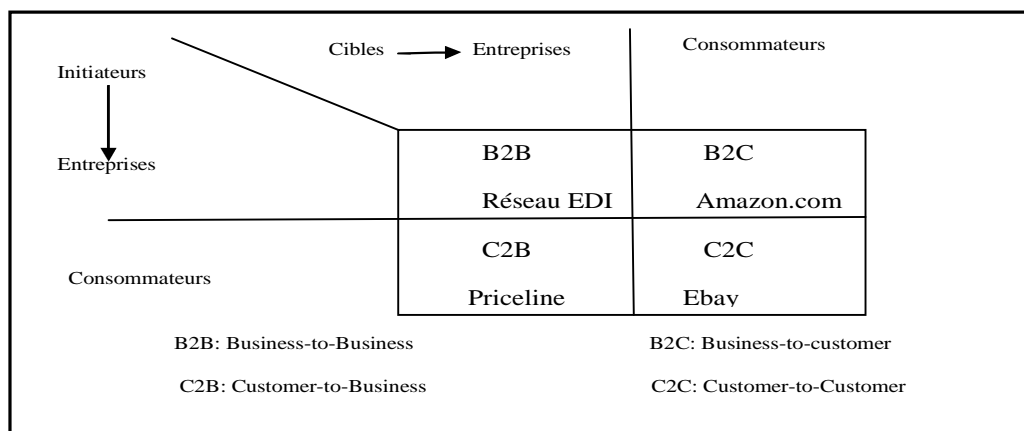 Cibles Entreprises Consommateurs
Initiateurs
Entreprises
B2B B2C
Réseau EDI Amazon.com
C2B C2C
Consommateurs
Priceline Ebay
B2B: Business-to-Business B2C: Business-to-customer
C2B: Customer-to-Business C2C: Customer-to-Customer